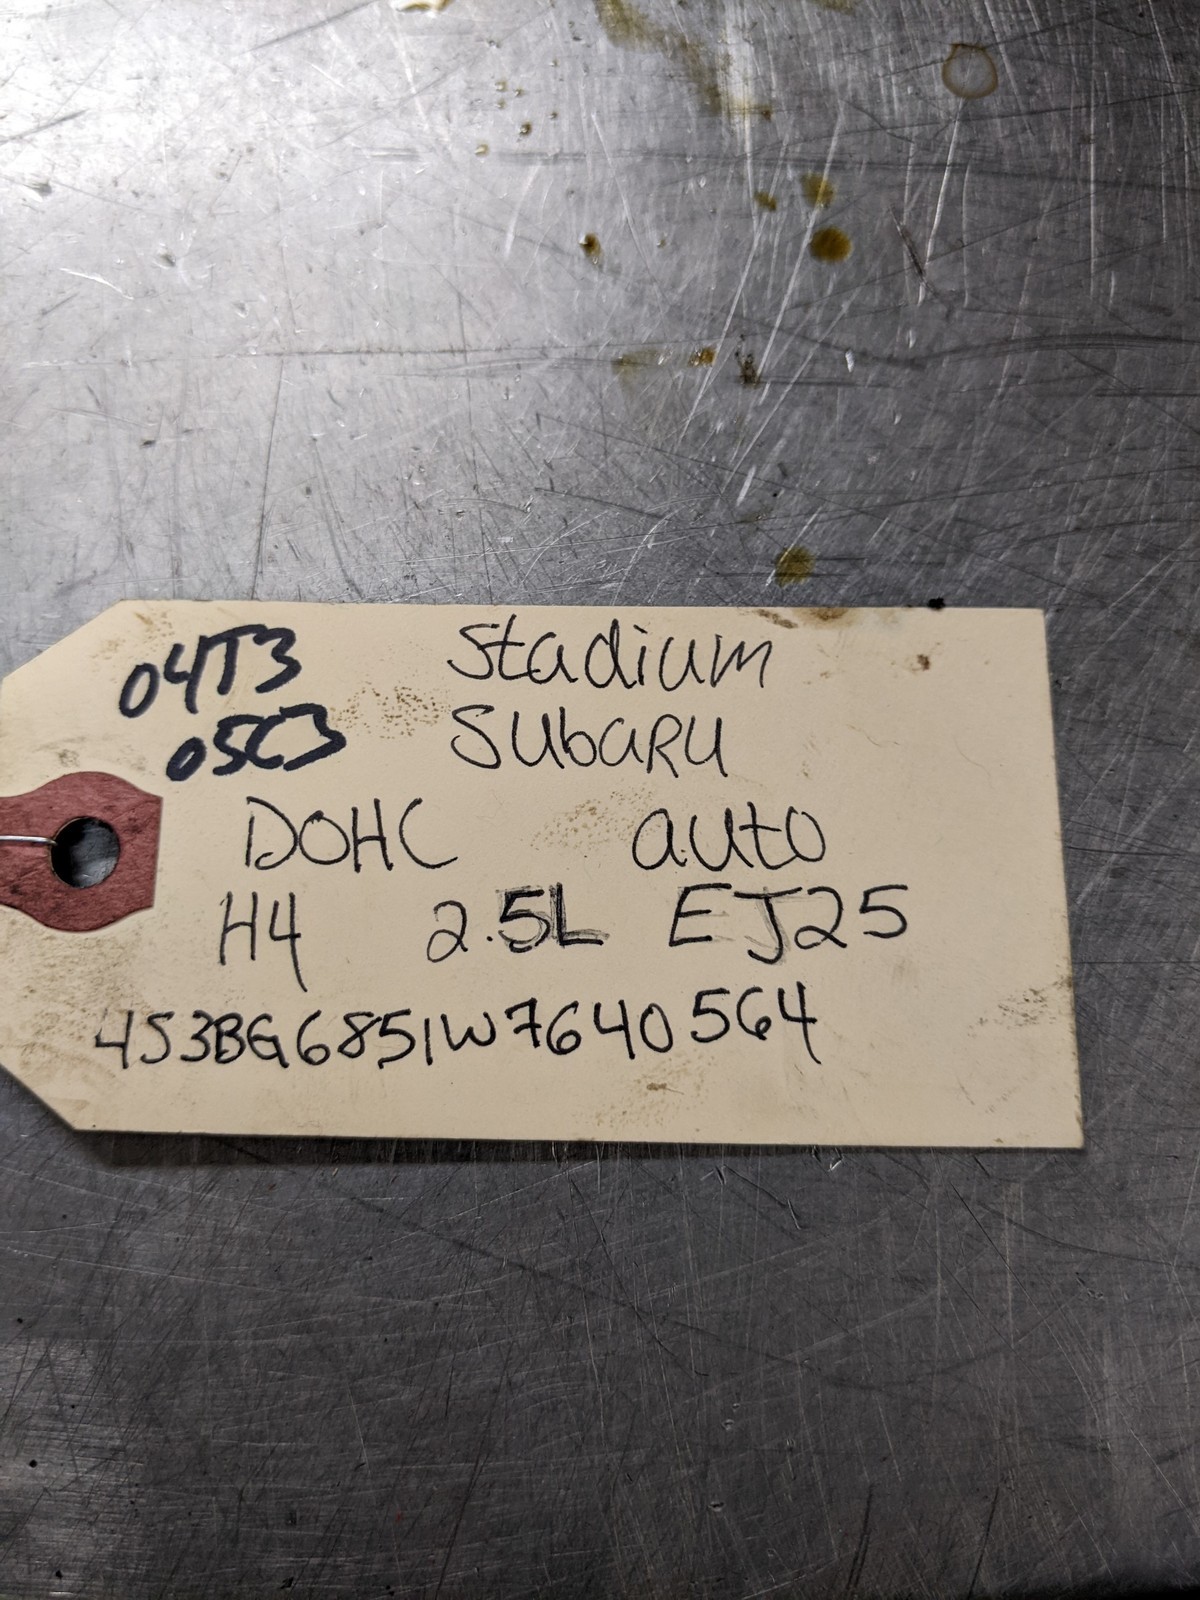 04T3 Stadium
05C3 Subaru
DOHC auto
H4 2.5L EJ25
4S3BG6851W7640564